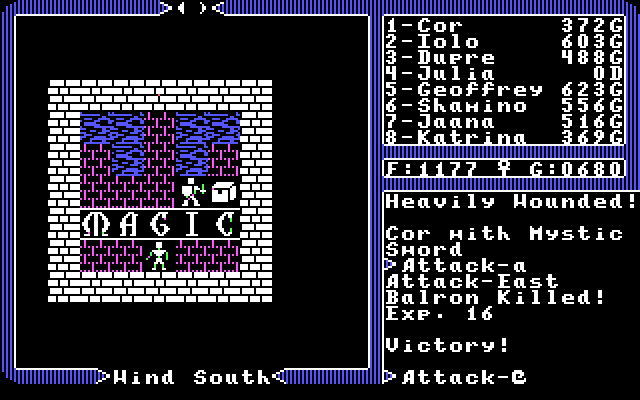 1-Cor 372G
2-Iolo 603G
3-Dupre 488G
4-Julia 0D
5-Geoffrey 623G
6-Shamino 556G
7-Jaana 516G
8-Katrina 369G
F:1177 G:0680
MAGIC
Heavily Wounded!
Cor with Mystic
Sword
Attack-a
Attack-East
Balron Killed!
Exp. 16
Victory!
Attack-
Wind South